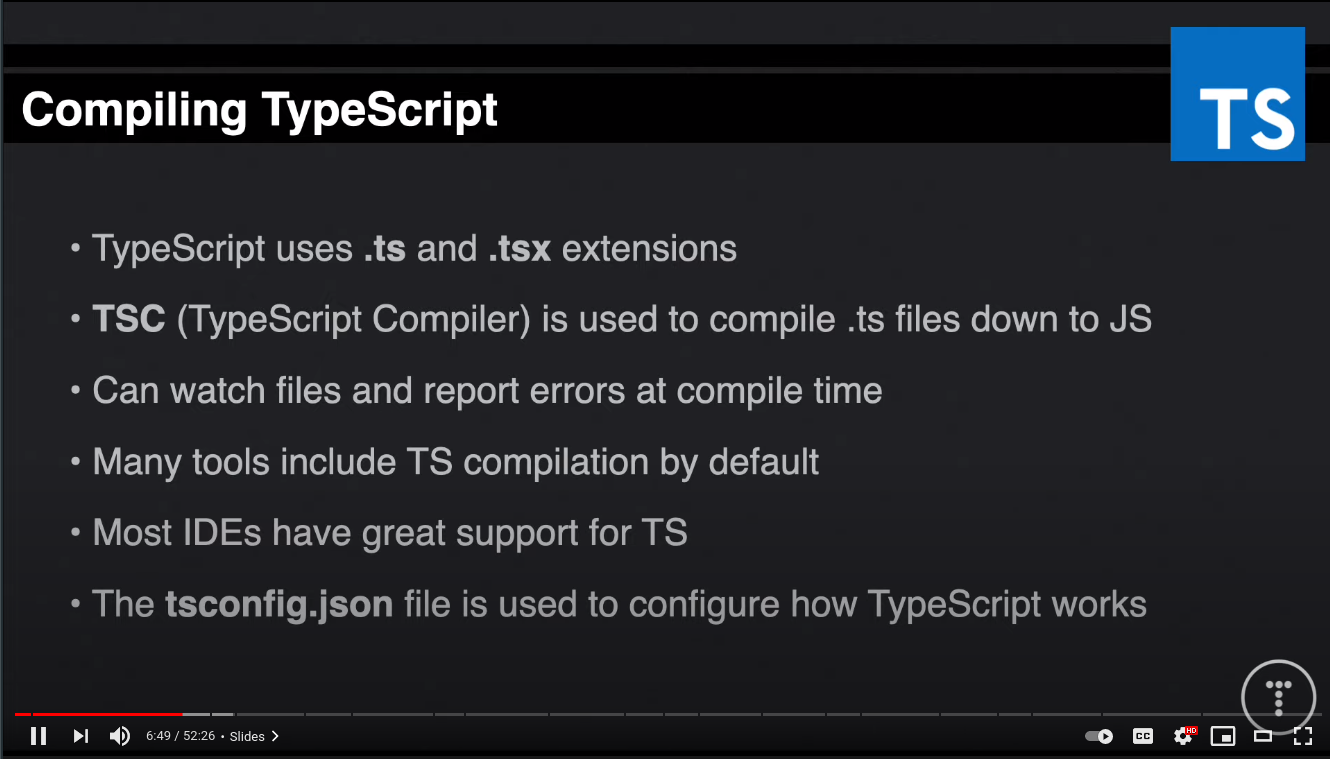 Compiling TypeScript
TS
• TypeScript uses .ts and .tsx extensions
• TSC (TypeScript Compiler) is used to compile .ts files down to JS
• Can watch files and report errors at compile time
• Many tools include TS compilation by default
• Most IDEs have great support for TS
• The tsconfig.json file is used to configure how TypeScript works
6:49 / 52:26 • Slides >
CC
HD